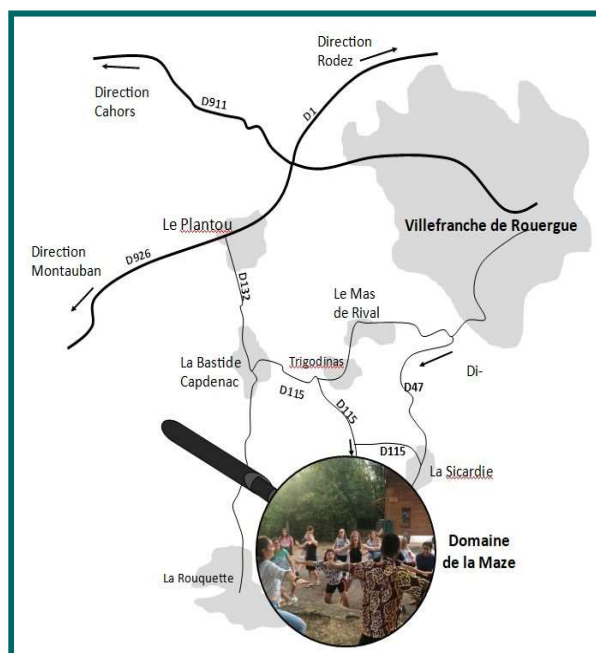 Direction
Rodez
Direction
Cahors
D911
D1
Le Plantou
Villefranche de Rouergue
Direction
Montauban
D926
D132
Le Mas
de Rival
La Bastide
Capdenac
Trigodinas
Di-
D115
D47
D115
D115
La Sicardie
Domaine
de la Maze
La Rouquette